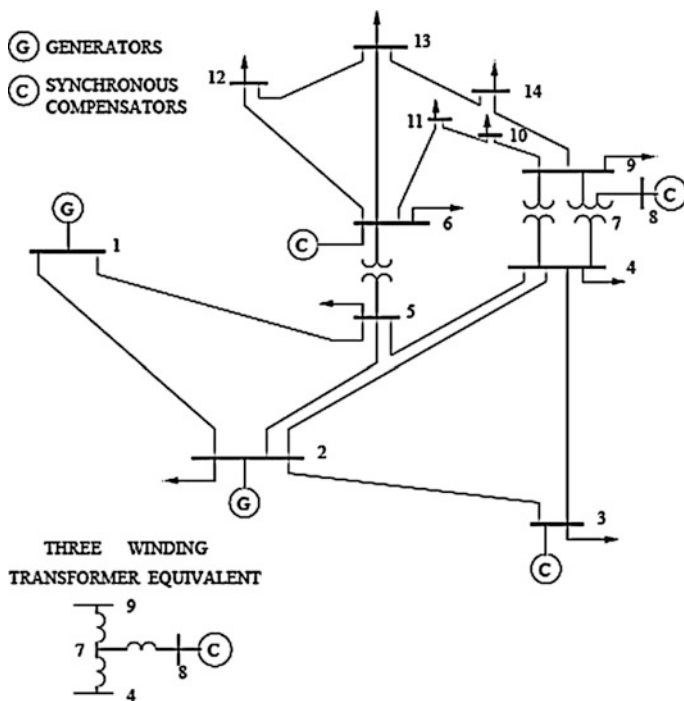 G GENERATORS
C SYNCHRONOUS
COMPENSATORS
13
12
14
11
10
9
C
7
8
G
1
6
C
4
5
2
G
3
C
THREE WINDING
TRANSFORMER EQUIVALENT
9
7
C
8
4